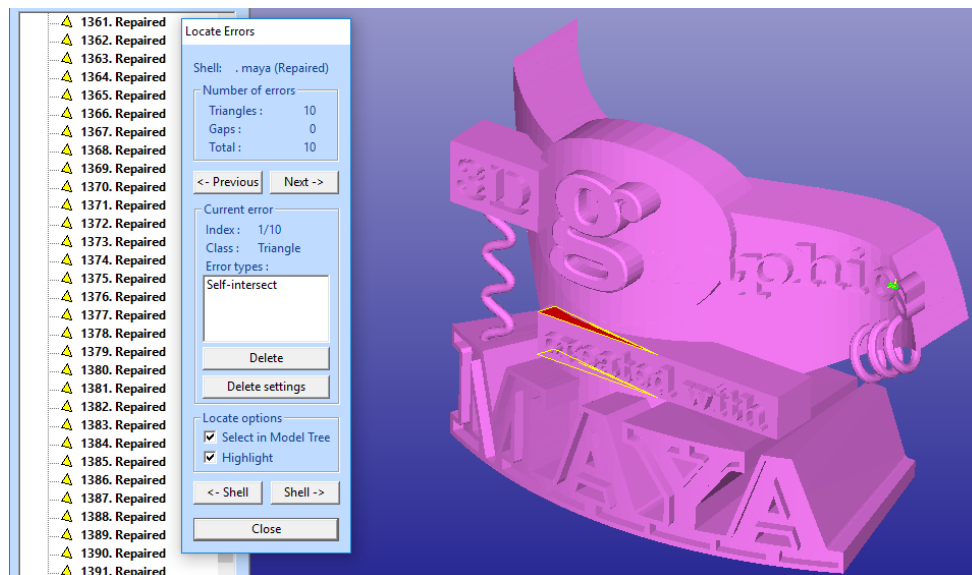 1361. Repaired
1362. Repaired
1363. Repaired
1364. Repaired
1365. Repaired
1366. Repaired
1367. Repaired
1368. Repaired
1369. Repaired
1370. Repaired
1371. Repaired
1372. Repaired
1373. Repaired
1374. Repaired
1375. Repaired
1376. Repaired
1377. Repaired
1378. Repaired
1379. Repaired
1380. Repaired
1381. Repaired
1382. Repaired
1383. Repaired
1384. Repaired
1385. Repaired
1386. Repaired
1387. Repaired
1388. Repaired
1389. Repaired
1390. Repaired
1391. Repaired
Locate Errors
Shell: . maya (Repaired)
Number of errors
Triangles : 10
Gaps : 0
Total : 10
<- Previous Next ->
Current error
Index : 1/10
Class : Triangle
Error types :
Self-intersect
Delete
Delete settings
Locate options
Select in Model Tree
Highlight
<- Shell Shell ->
Close
3D
g
created with
MAYA